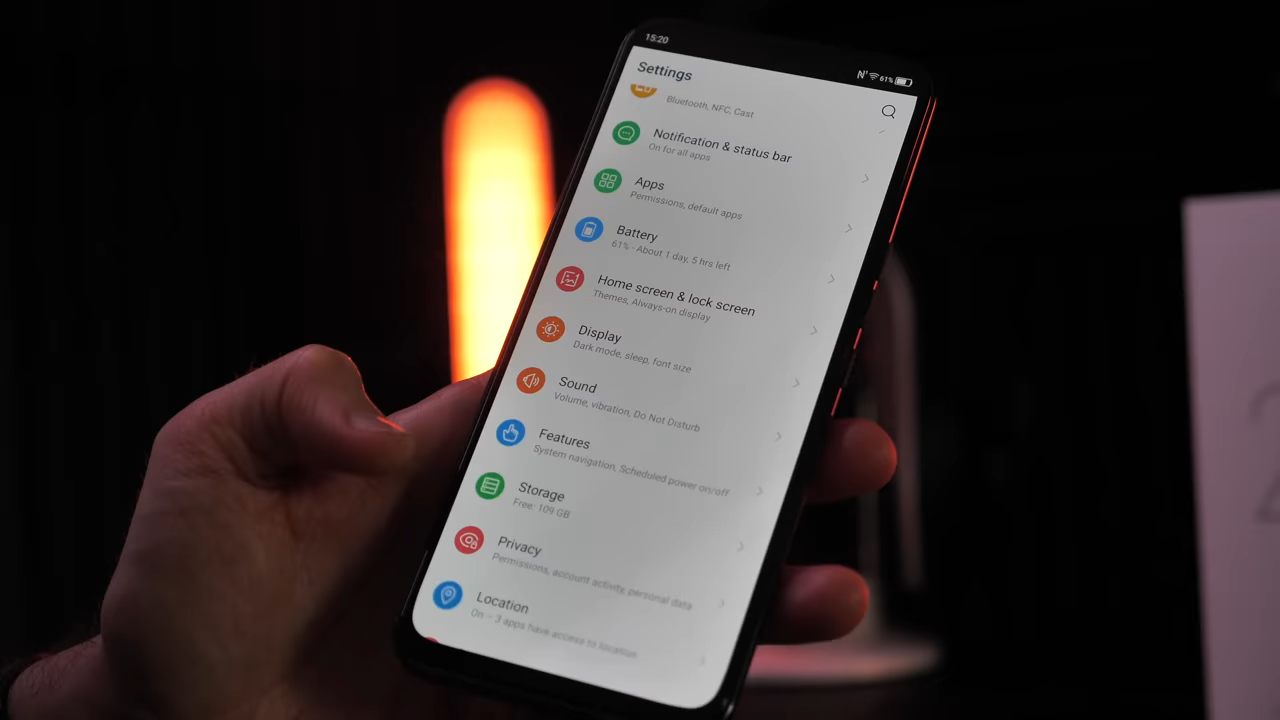 15:20
61%
Settings
Bluetooth, NFC, Cast
Notification & status bar
On for all apps
Apps
Permissions, default apps
Battery
61% - About 1 day, 5 hrs left
Home screen & lock screen
Themes, Always-on display
Display
Dark mode, sleep, font size
Sound
Volume, vibration, Do Not Disturb
Features
System navigation, Scheduled power on/off
Storage
Free: 109 GB
Privacy
Permissions, account activity, personal data
Location
On – 3 apps have access to location